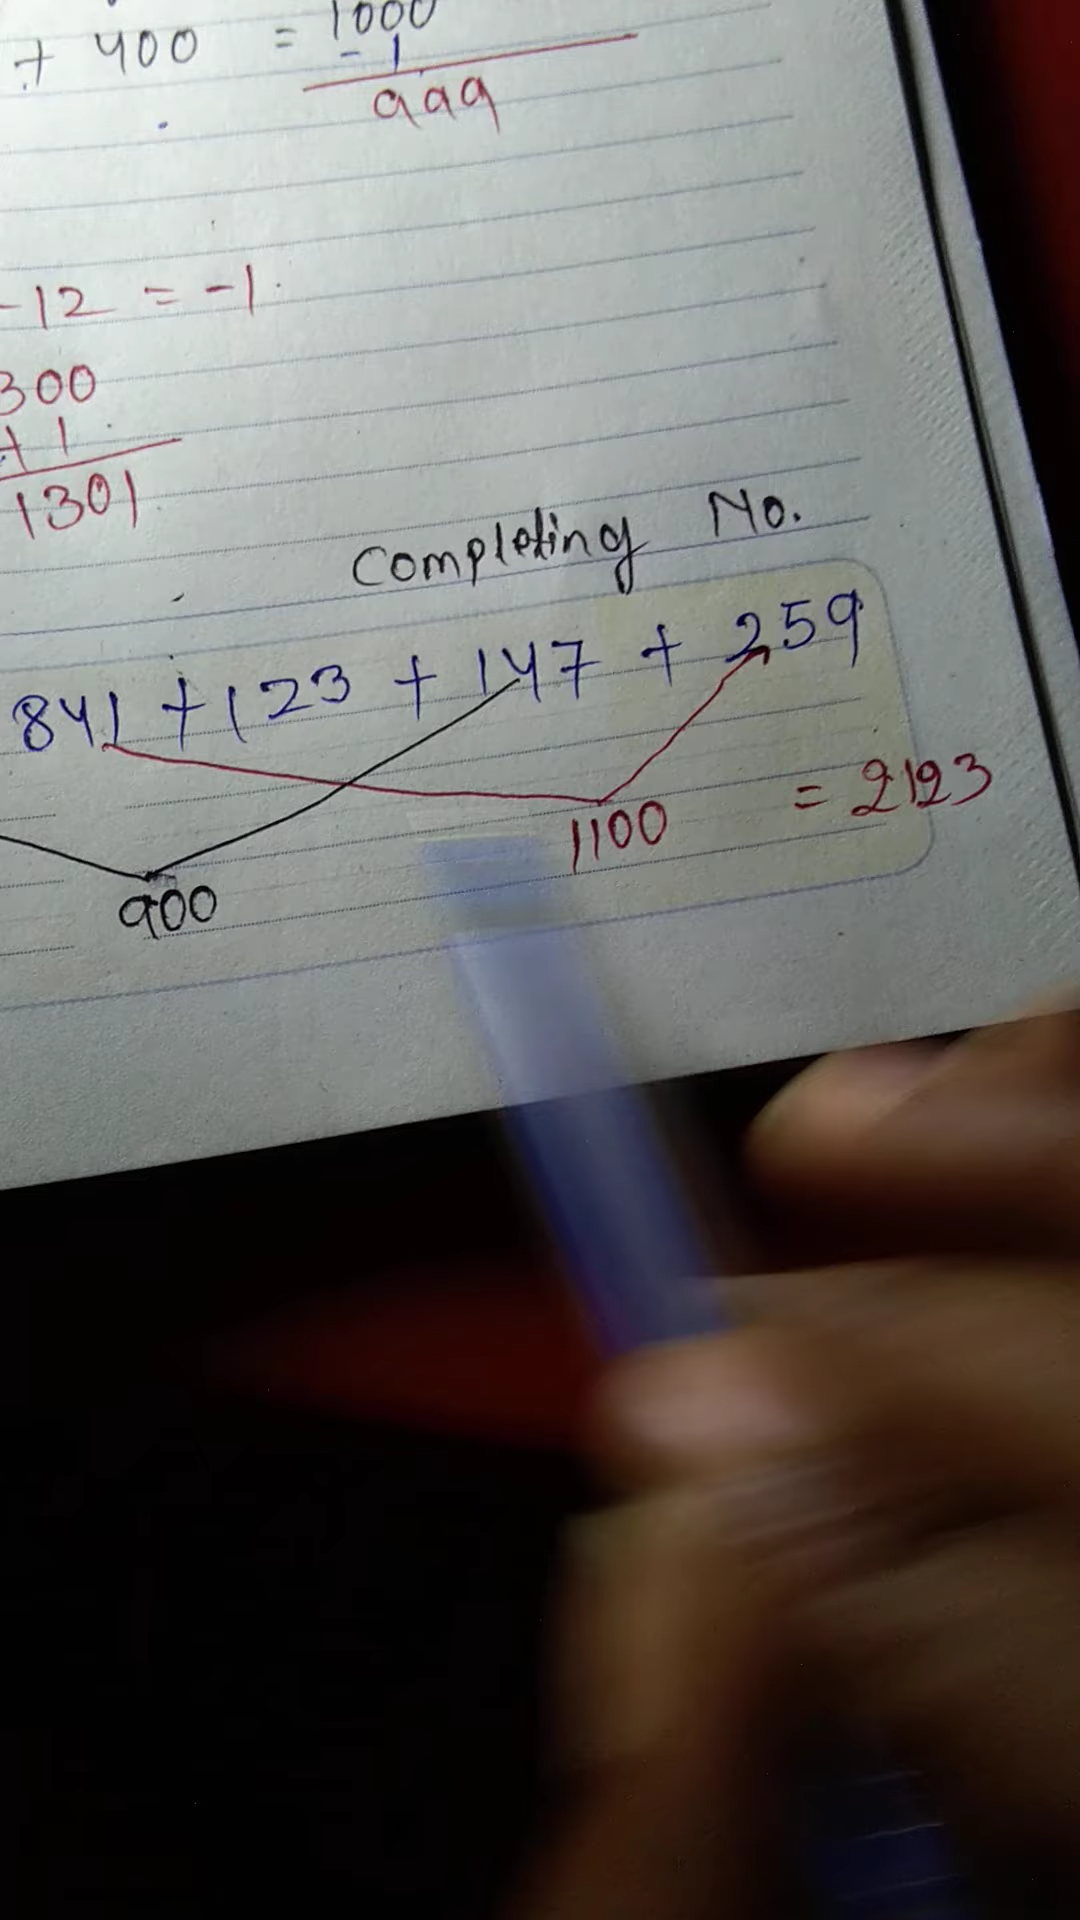 + 400 = 1000
- 1
999
-12 = -1
300
+ 1
1301
Completing No.
841 + 123 + 147 + 259
900
1100
= 2123